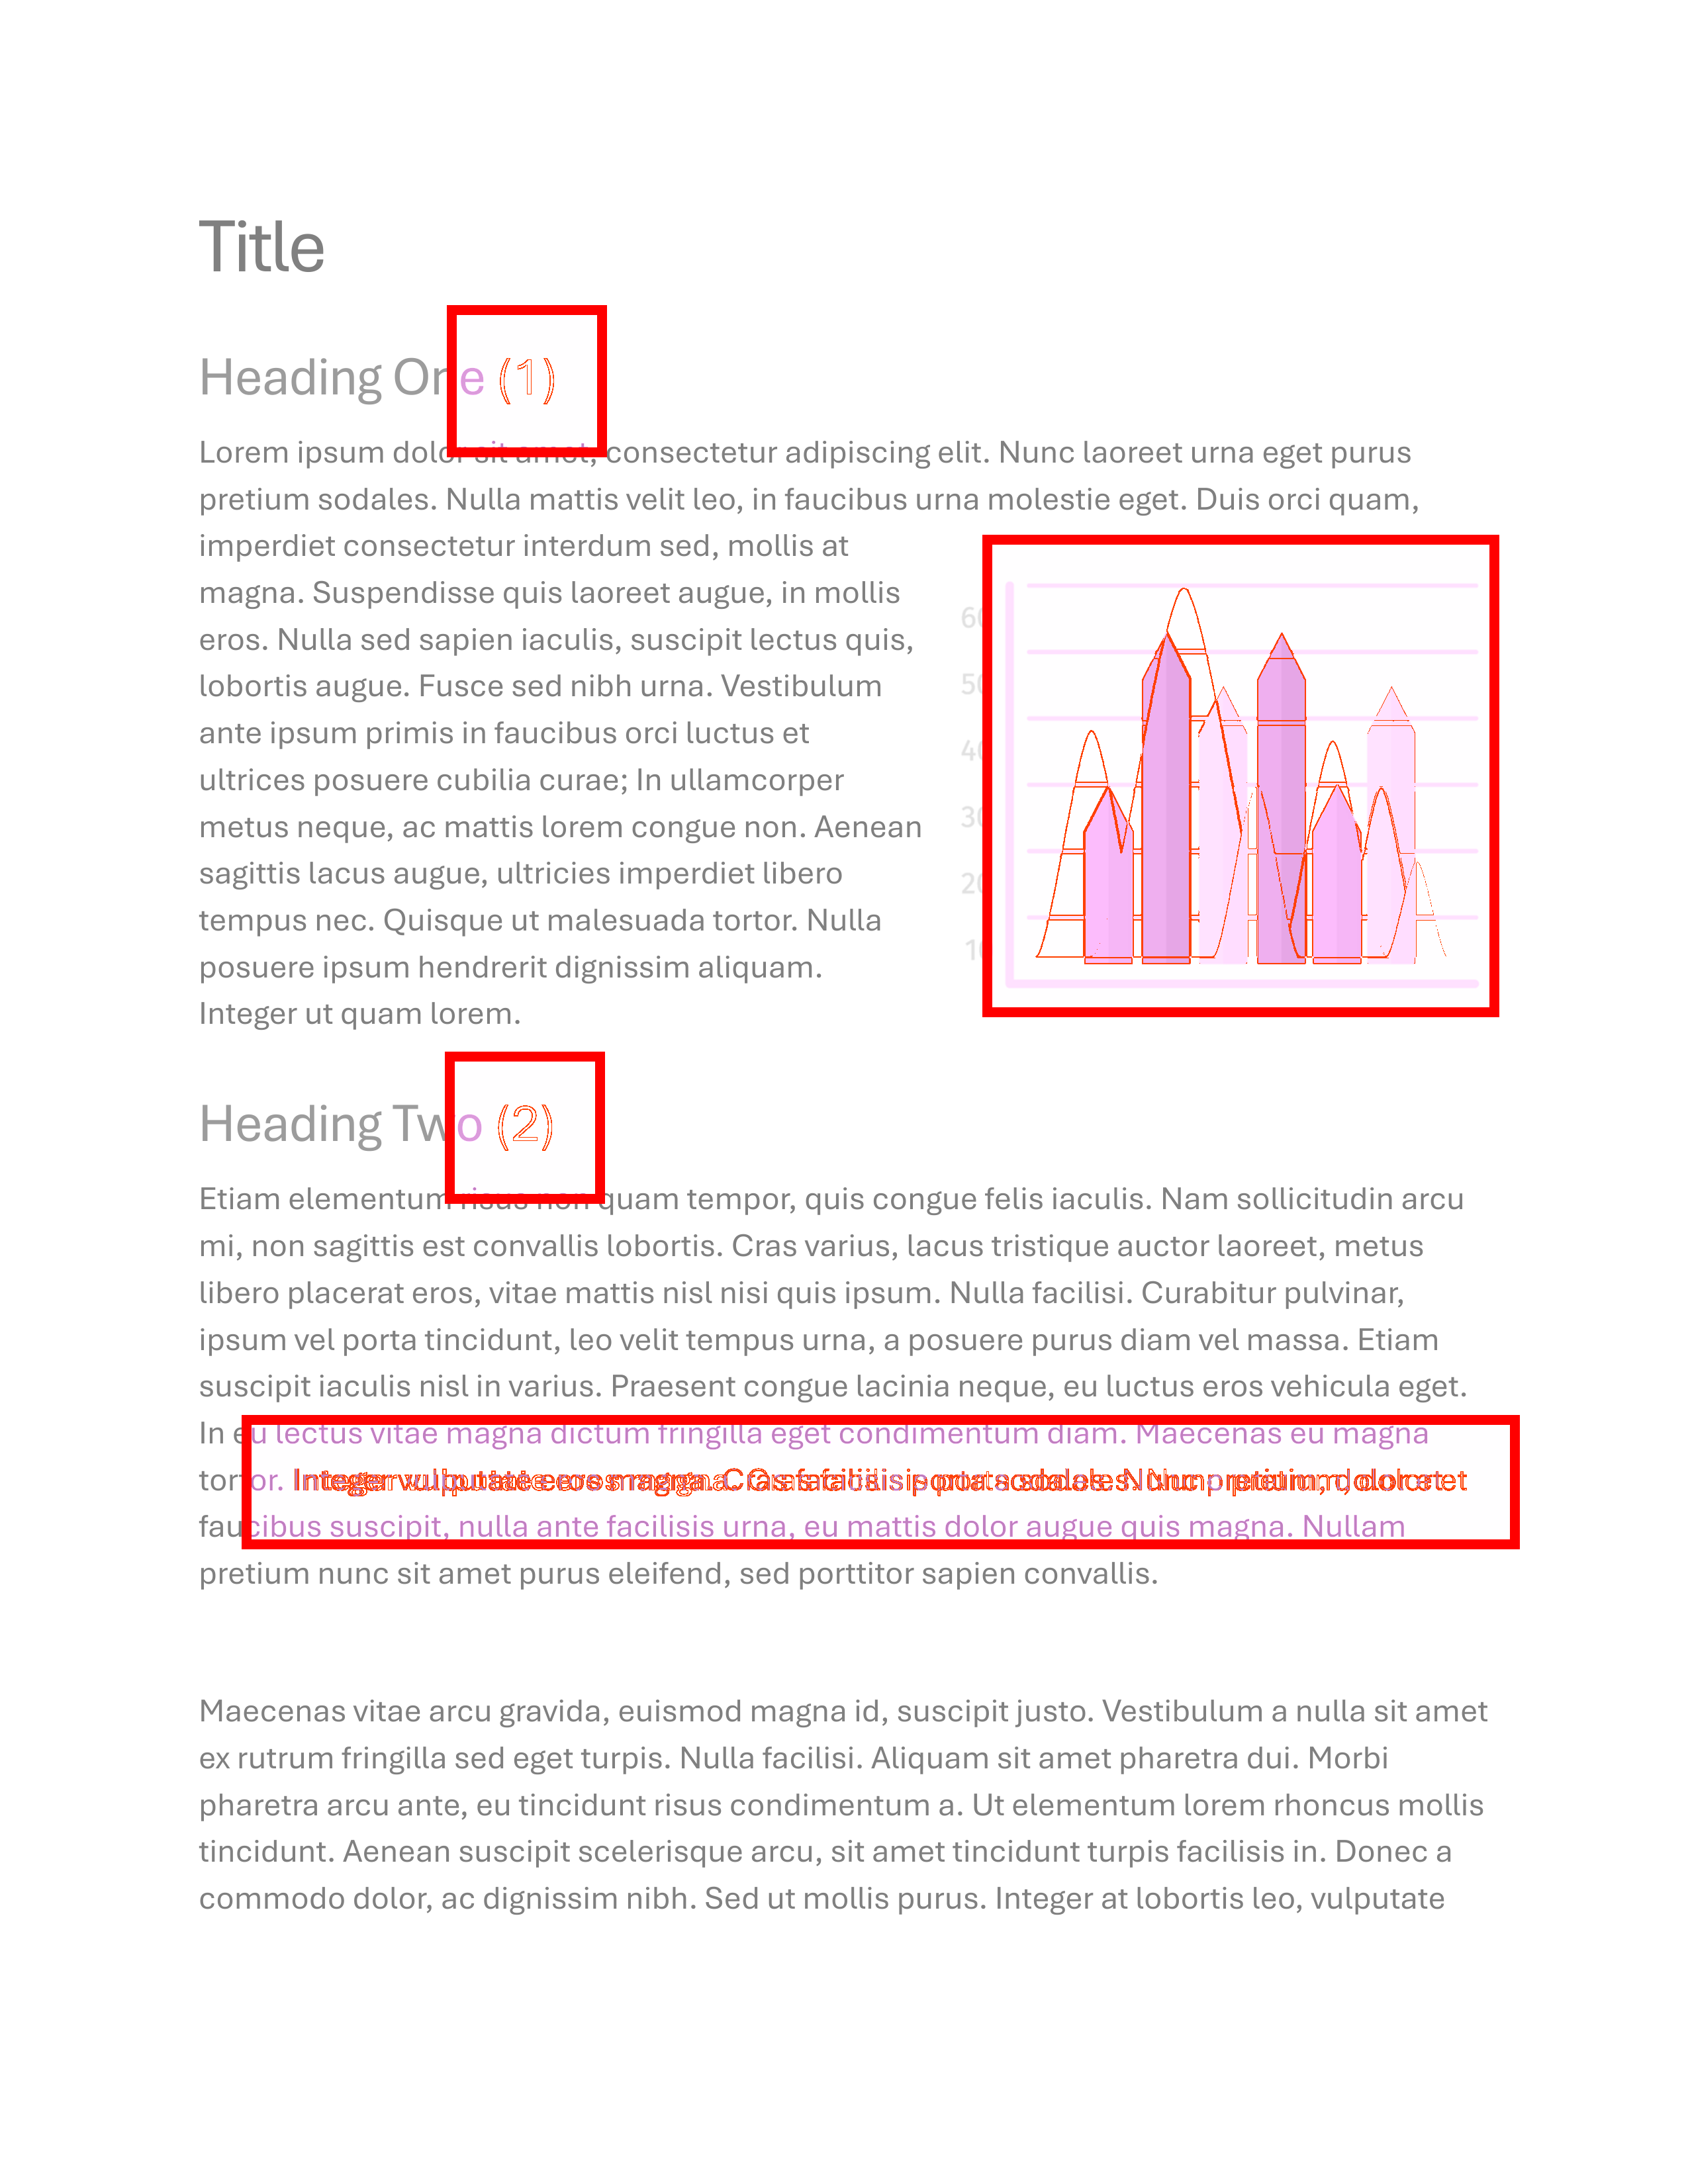 Title
Heading One (1)
Lorem ipsum dolor sit amet, consectetur adipiscing elit. Nunc laoreet urna eget purus
pretium sodales. Nulla mattis velit leo, in faucibus urna molestie eget. Duis orci quam,
imperdiet consectetur interdum sed, mollis at
magna. Suspendisse quis laoreet augue, in mollis
eros. Nulla sed sapien iaculis, suscipit lectus quis,
lobortis augue. Fusce sed nibh urna. Vestibulum
ante ipsum primis in faucibus orci luctus et
ultrices posuere cubilia curae; In ullamcorper
metus neque, ac mattis lorem congue non. Aenean
sagittis lacus augue, ultricies imperdiet libero
tempus nec. Quisque ut malesuada tortor. Nulla
posuere ipsum hendrerit dignissim aliquam.
Integer ut quam lorem.
60
50
40
30
20
10
Heading Two (2)
Etiam elementum risus non quam tempor, quis congue felis iaculis. Nam sollicitudin arcu
mi, non sagittis est convallis lobortis. Cras varius, lacus tristique auctor laoreet, metus
libero placerat eros, vitae mattis nisl nisi quis ipsum. Nulla facilisi. Curabitur pulvinar,
ipsum vel porta tincidunt, leo velit tempus urna, a posuere purus diam vel massa. Etiam
suscipit iaculis nisl in varius. Praesent congue lacinia neque, eu luctus eros vehicula eget.
In eu lectus vitae magna dictum fringilla eget condimentum diam. Maecenas eu magna
tortor. Integer vulputate eros magna. Cras facilisis porta sodales. Nunc pretium, dolor et
faucibus suscipit, nulla ante facilisis urna, eu mattis dolor augue quis magna. Nullam
pretium nunc sit amet purus eleifend, sed porttitor sapien convallis.
Maecenas vitae arcu gravida, euismod magna id, suscipit justo. Vestibulum a nulla sit amet
ex rutrum fringilla sed eget turpis. Nulla facilisi. Aliquam sit amet pharetra dui. Morbi
pharetra arcu ante, eu tincidunt risus condimentum a. Ut elementum lorem rhoncus mollis
tincidunt. Aenean suscipit scelerisque arcu, sit amet tincidunt turpis facilisis in. Donec a
commodo dolor, ac dignissim nibh. Sed ut mollis purus. Integer at lobortis leo, vulputate